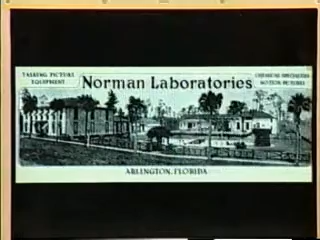 TALKING PICTURE
EQUIPMENT
Norman Laboratories
MOTION PICTURES
ARLINGTON, FLORIDA